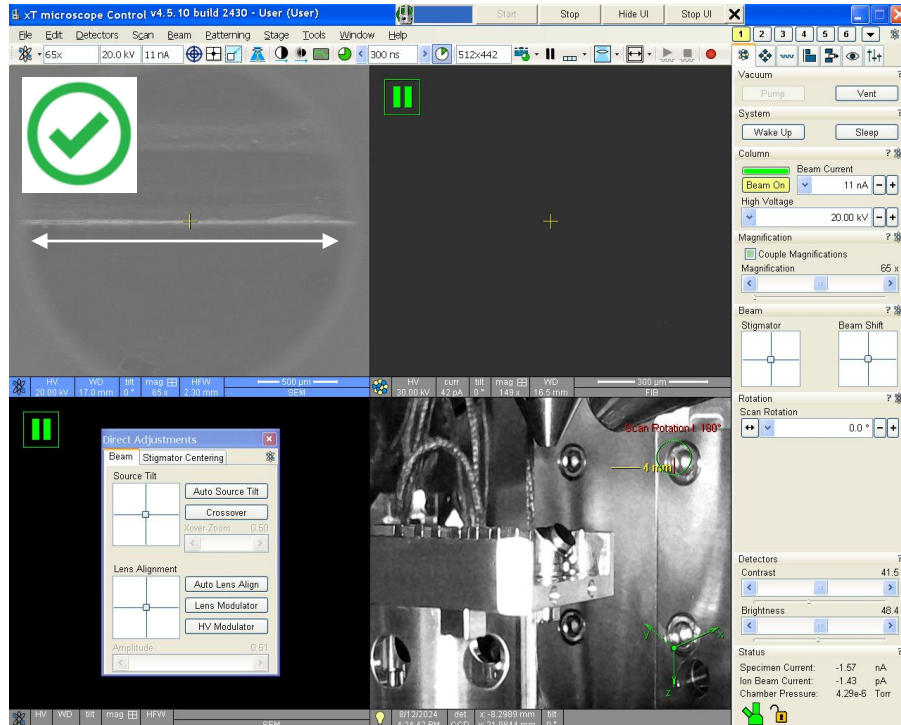 xT microscope Control v4.5.10 build 2430 - User (User)
Start Stop Hide UI Stop UI
File Edit Detectors Scan Beam Patterning Stage Tools Window Help
1 2 3 4 5 6
65x 20.0 kV 11 nA 300 ns 512x442
Vacuum ?
Pump Vent
System
Wake Up Sleep
Column ?
Beam Current
Beam On 11 nA - +
High Voltage
20.00 kV - +
Magnification ?
Couple Magnifications
Magnification 65 x
Beam ?
Stigmator Beam Shift
Rotation ?
Scan Rotation
0.0 ° - +
Detectors ?
Contrast 41.5
Brightness 48.4
Status ?
Specimen Current: -1.57 nA
Ion Beam Current: -1.43 pA
Chamber Pressure: 4.29e-6 Torr
HV WD tilt mag HFW 500 µm
20.00 kV 17.0 mm 0 ° 65 x 2.30 mm SEM
HV curr tilt mag WD 300 µm
30.00 kV 42 pA 0 ° 149 x 16.5 mm FIB
Direct Adjustments
Beam Stigmator Centering
Source Tilt
Auto Source Tilt
Crossover
Xover Zoom 0.50
Lens Alignment
Auto Lens Align
Lens Modulator
HV Modulator
Amplitude 0.51
Scan Rotation I: 180°
4 mm
y x
z
HV WD tilt mag HFW
SEM
8/12/2024 det x: -8.2989 mm tilt
CCD